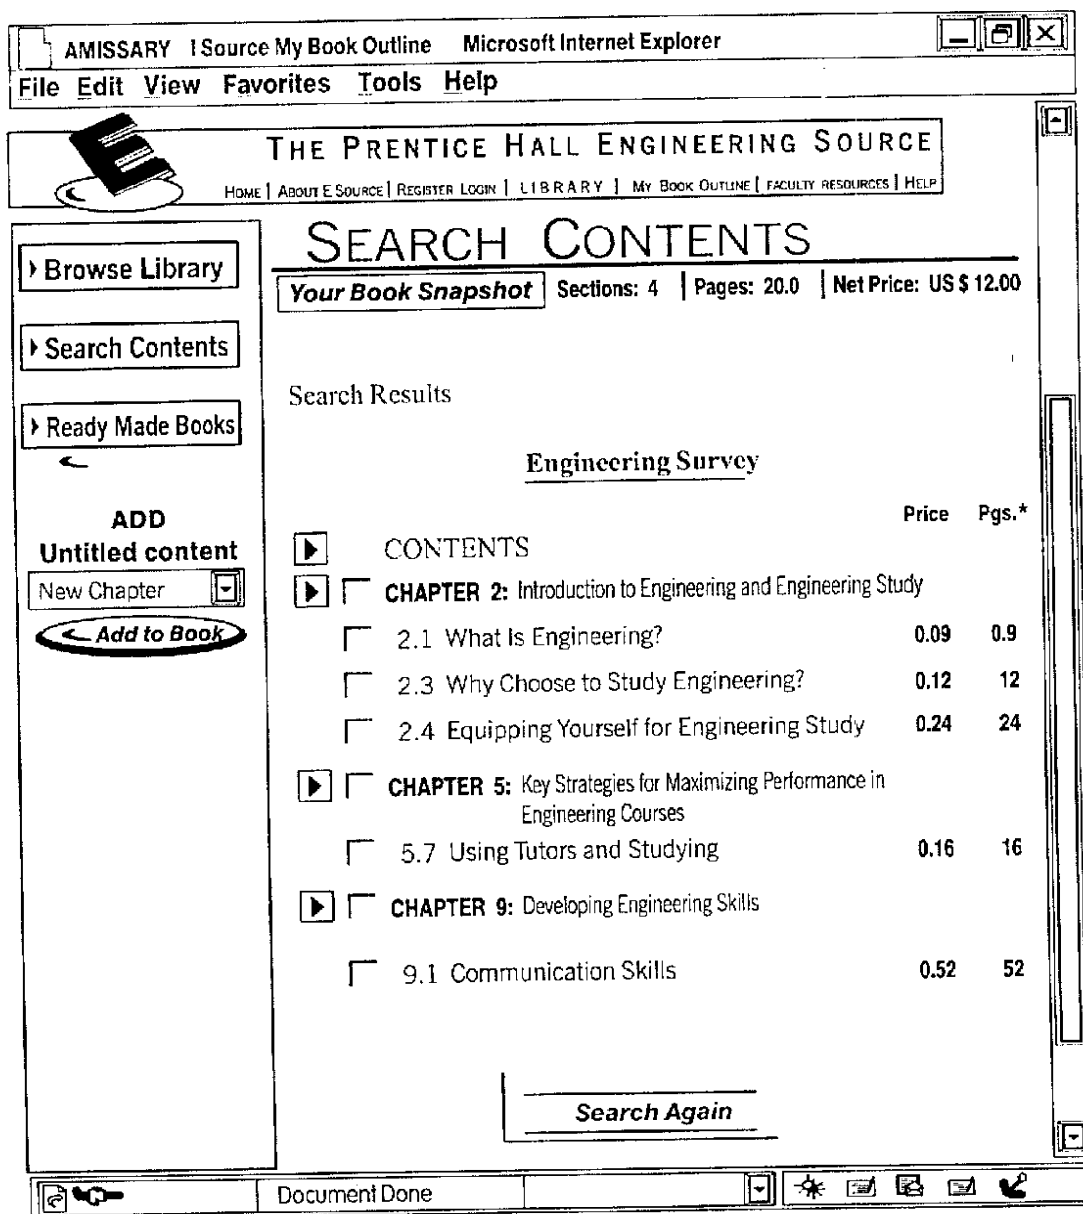 AMISSARY I Source My Book Outline Microsoft Internet Explorer
File Edit View Favorites Tools Help
E
THE PRENTICE HALL ENGINEERING SOURCE
HOME | ABOUT E SOURCE | REGISTER LOGIN | LIBRARY | MY BOOK OUTLINE | FACULTY RESOURCES | HELP
SEARCH CONTENTS
Your Book Snapshot Sections: 4 | Pages: 20.0 | Net Price: US $ 12.00
Browse Library
Search Contents
Ready Made Books
ADD
Untitled content
New Chapter
Add to Book
Search Results
Engineering Survey
Price Pgs.*
CONTENTS
CHAPTER 2: Introduction to Engineering and Engineering Study
2.1 What Is Engineering? 0.09 0.9
2.3 Why Choose to Study Engineering? 0.12 12
2.4 Equipping Yourself for Engineering Study 0.24 24
CHAPTER 5: Key Strategies for Maximizing Performance in
Engineering Courses
5.7 Using Tutors and Studying 0.16 16
CHAPTER 9: Developing Engineering Skills
9.1 Communication Skills 0.52 52
Search Again
Document Done